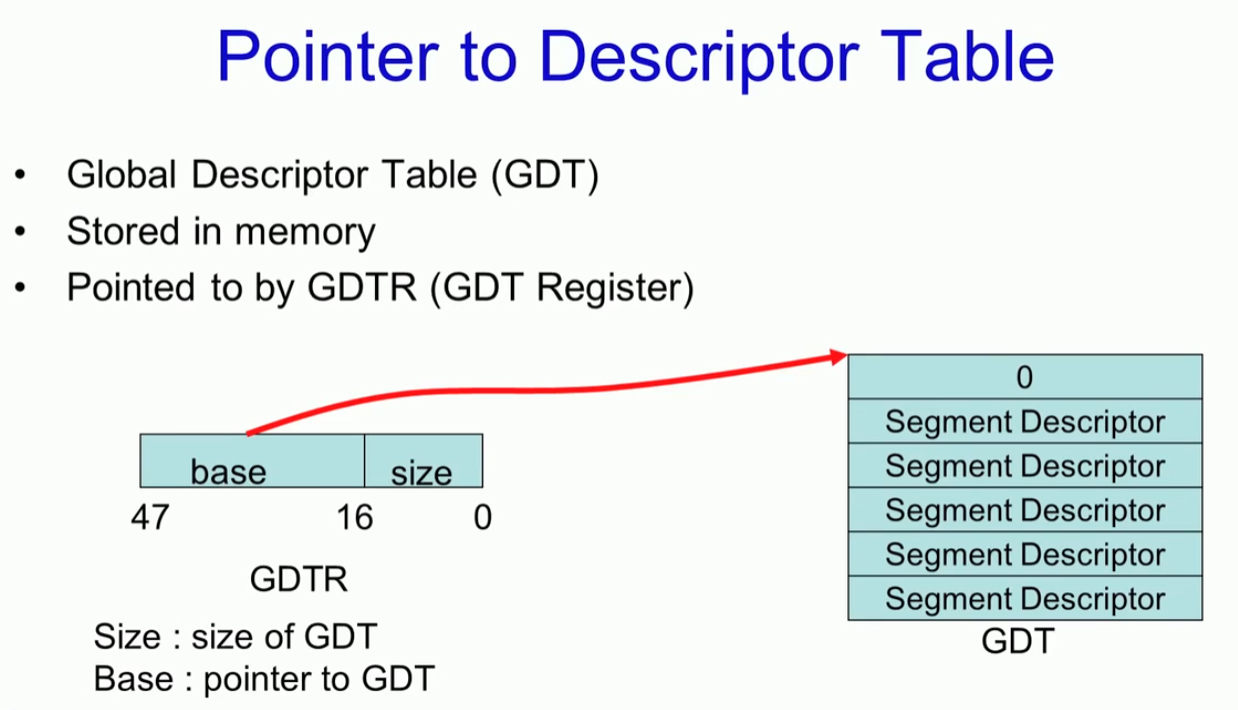 Pointer to Descriptor Table
• Global Descriptor Table (GDT)
• Stored in memory
• Pointed to by GDTR (GDT Register)
base size
47 16 0
GDTR
Size : size of GDT
Base : pointer to GDT
0
Segment Descriptor
Segment Descriptor
Segment Descriptor
Segment Descriptor
Segment Descriptor
GDT